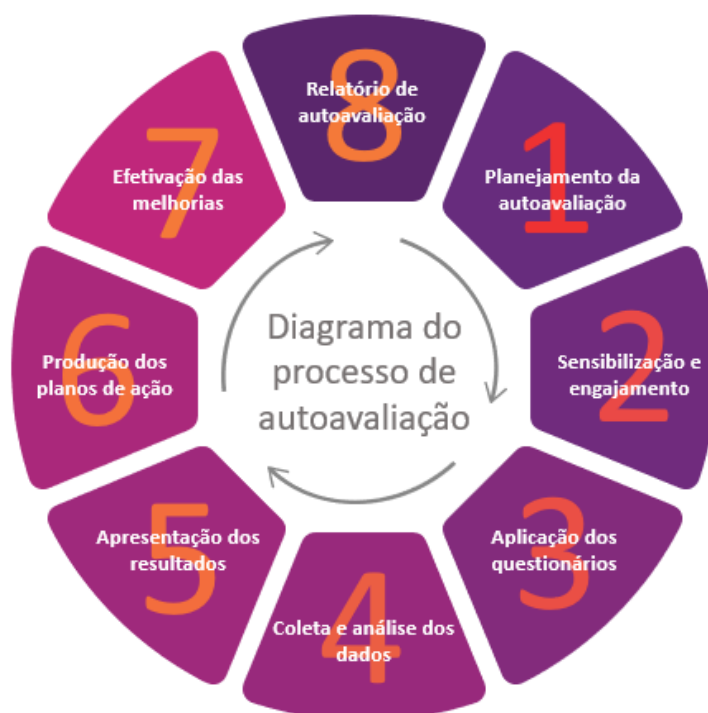 Diagrama do
processo de
autoavaliação
1
Planejamento da
autoavaliação
2
Sensibilização e
engajamento
3
Aplicação dos
questionários
4
Coleta e análise dos
dados
5
Apresentação dos
resultados
6
Produção dos
planos de ação
7
Efetivação das
melhorias
8
Relatório de
autoavaliação